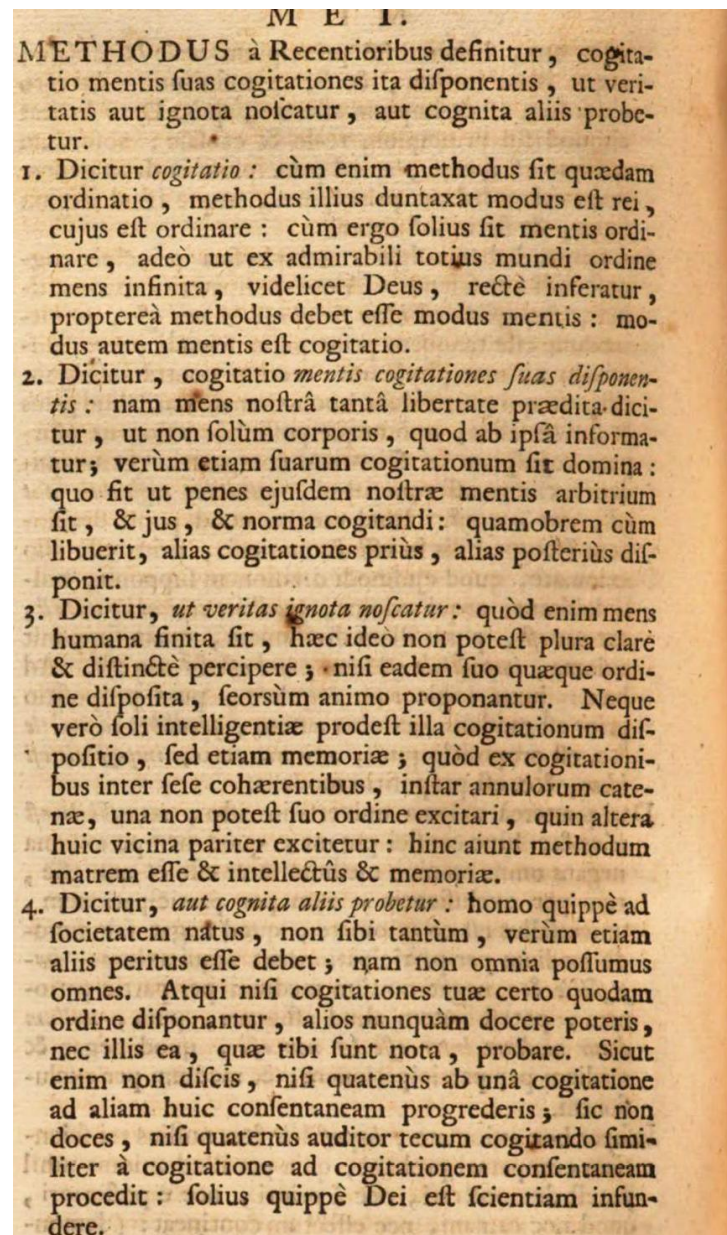 M E T.
METHODUS à Recentioribus definitur, cogita-
tio mentis ſuas cogitationes ita diſponentis, ut veri-
tatis aut ignota noſcatur, aut cognita aliis probe-
tur.
1. Dicitur cogitatio: cùm enim methodus ſit quædam
ordinatio, methodus illius duntaxat modus eſt rei,
cujus eſt ordinare: cùm ergo ſolius ſit mentis ordi-
nare, adeò ut ex admirabili totius mundi ordine
mens infinita, videlicet Deus, rectè inferatur,
proptereà methodus debet eſſe modus mentis: mo-
dus autem mentis eſt cogitatio.
2. Dicitur, cogitatio mentis cogitationes ſuas diſponen-
tis: nam mens noſtrâ tantâ libertate prædita dici-
tur, ut non ſolùm corporis, quod ab ipſâ informa-
tur; verùm etiam ſuarum cogitationum ſit domina:
quo fit ut penes ejuſdem noſtræ mentis arbitrium
ſit, & jus, & norma cogitandi: quamobrem cùm
libuerit, alias cogitationes priùs, alias poſteriùs diſ-
ponit.
3. Dicitur, ut veritas ignota noſcatur: quòd enim mens
humana finita ſit, hæc ideò non poteſt plura clarè
& diſtinctè percipere; niſi eadem ſuo quæque ordi-
ne diſpoſita, ſeorsùm animo proponantur. Neque
verò ſoli intelligentiæ prodeſt illa cogitationum diſ-
poſitio, ſed etiam memoriæ; quòd ex cogitationi-
bus inter ſeſe cohærentibus, inſtar annulorum cate-
næ, una non poteſt ſuo ordine excitari, quin altera
huic vicina pariter excitetur: hinc aiunt methodum
matrem eſſe & intellectûs & memoriæ.
4. Dicitur, aut cognita aliis probetur: homo quippè ad
ſocietatem natus, non ſibi tantùm, verùm etiam
aliis peritus eſſe debet; nam non omnia poſſumus
omnes. Atqui niſi cogitationes tuæ certo quodam
ordine diſponantur, alios nunquàm docere poteris,
nec illis ea, quæ tibi ſunt nota, probare. Sicut
enim non diſcis, niſi quatenùs ab unâ cogitatione
ad aliam huic conſentaneam progrederis; ſic non
doces, niſi quatenùs auditor tecum cogitando ſimi-
liter à cogitatione ad cogitationem conſentaneam
procedit: ſolius quippè Dei eſt ſcientiam infun-
dere.